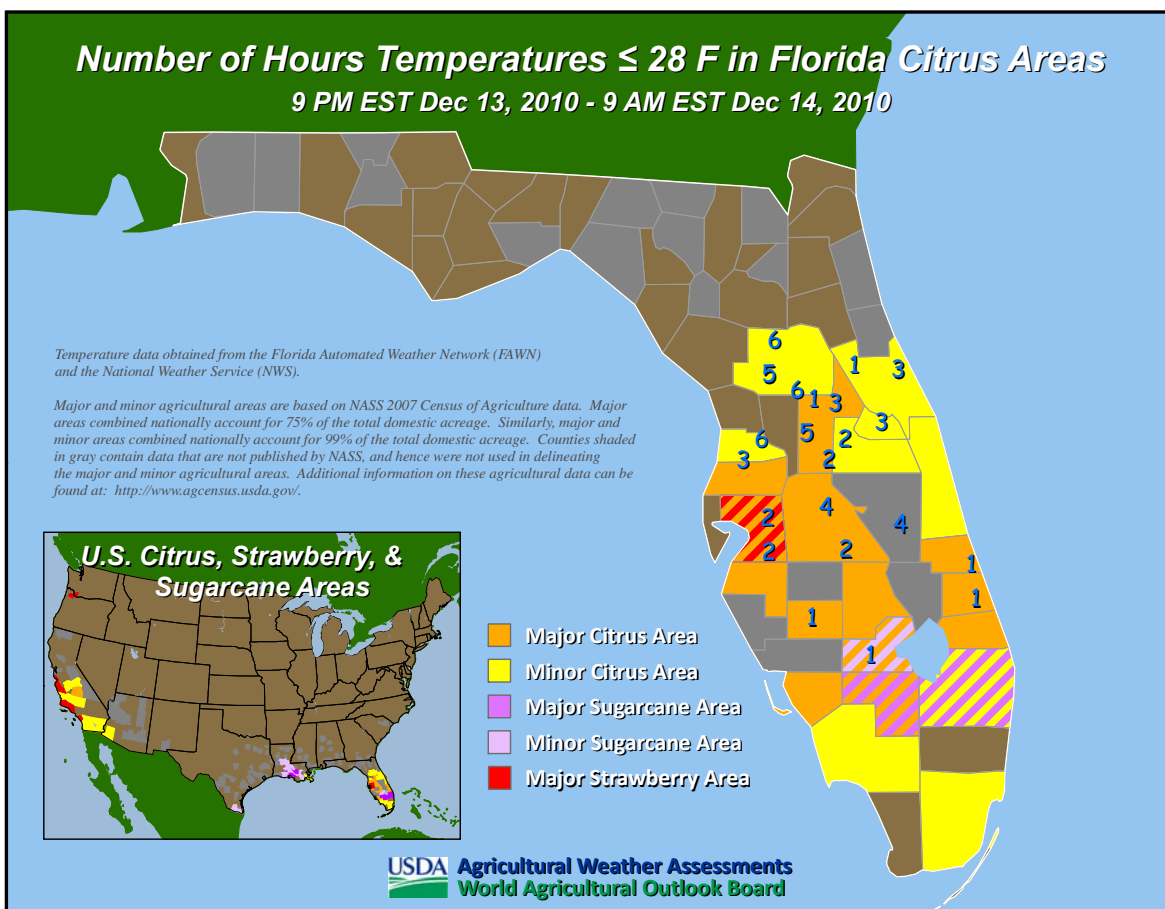 Number of Hours Temperatures ≤ 28 F in Florida Citrus Areas
9 PM EST Dec 13, 2010 - 9 AM EST Dec 14, 2010
6
1
3
5
6
1
3
3
5
2
6
2
3
4
2
4
2
2
1
1
1
1
Temperature data obtained from the Florida Automated Weather Network (FAWN)
and the National Weather Service (NWS).
Major and minor agricultural areas are based on NASS 2007 Census of Agriculture data.  Major
areas combined nationally account for 75% of the total domestic acreage.  Similarly, major and
minor areas combined nationally account for 99% of the total domestic acreage.  Counties shaded
in gray contain data that are not published by NASS, and hence were not used in delineating
the major and minor agricultural areas.  Additional information on these agricultural data can be
found at:  http://www.agcensus.usda.gov/.
U.S. Citrus, Strawberry, &
Sugarcane Areas
Major Citrus Area
Minor Citrus Area
Major Sugarcane Area
Minor Sugarcane Area
Major Strawberry Area
USDA
Agricultural Weather Assessments
World Agricultural Outlook Board